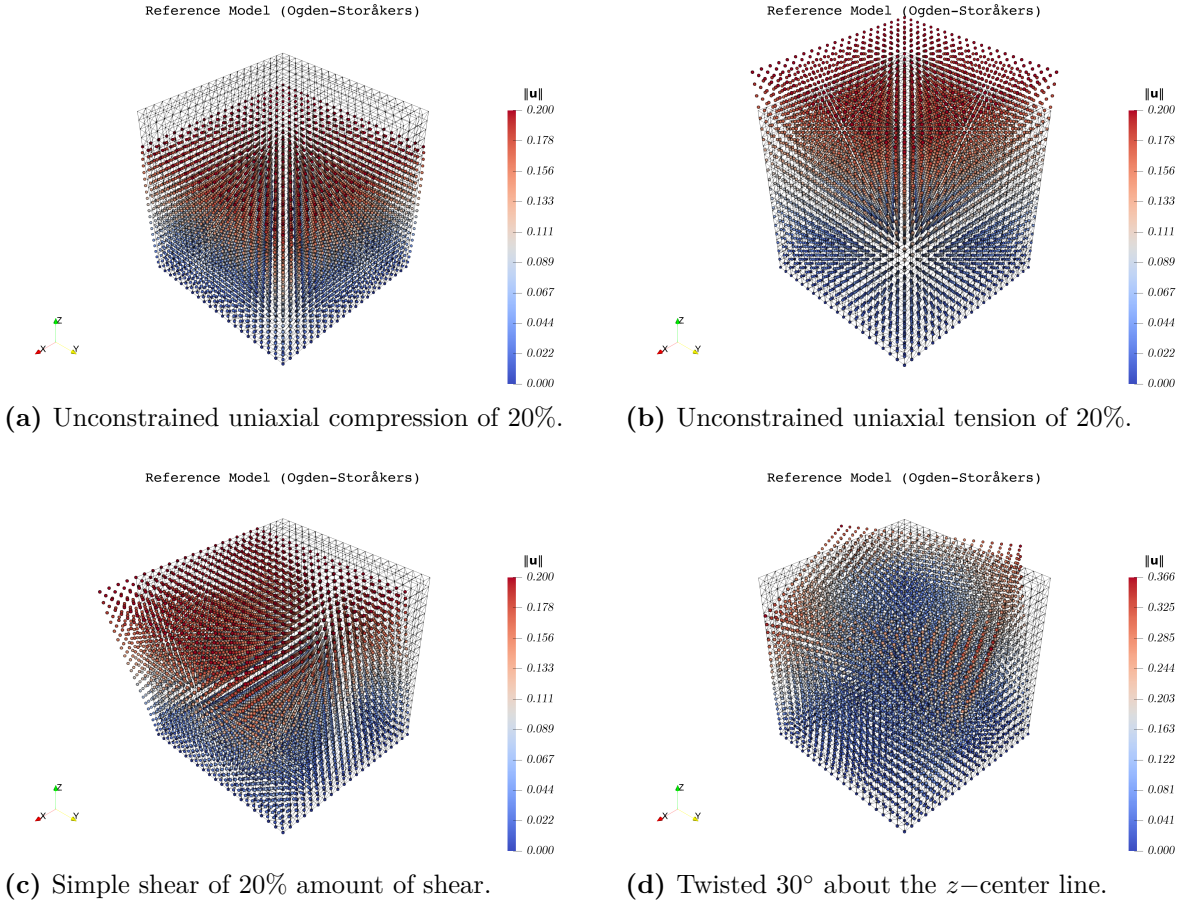 Reference Model (Ogden-Storåkers)
Reference Model (Ogden-Storåkers)
‖u‖
0.200
0.178
0.156
0.133
0.111
0.089
0.067
0.044
0.022
0.000
Z
X
Y
‖u‖
0.200
0.178
0.156
0.133
0.111
0.089
0.067
0.044
0.022
0.000
Z
X
Y
(a) Unconstrained uniaxial compression of 20%.
(b) Unconstrained uniaxial tension of 20%.
Reference Model (Ogden-Storåkers)
Reference Model (Ogden-Storåkers)
‖u‖
0.200
0.178
0.156
0.133
0.111
0.089
0.067
0.044
0.022
0.000
Z
X
Y
‖u‖
0.366
0.325
0.285
0.244
0.203
0.163
0.122
0.081
0.041
0.000
Z
X
Y
(c) Simple shear of 20% amount of shear.
(d) Twisted 30° about the z−center line.